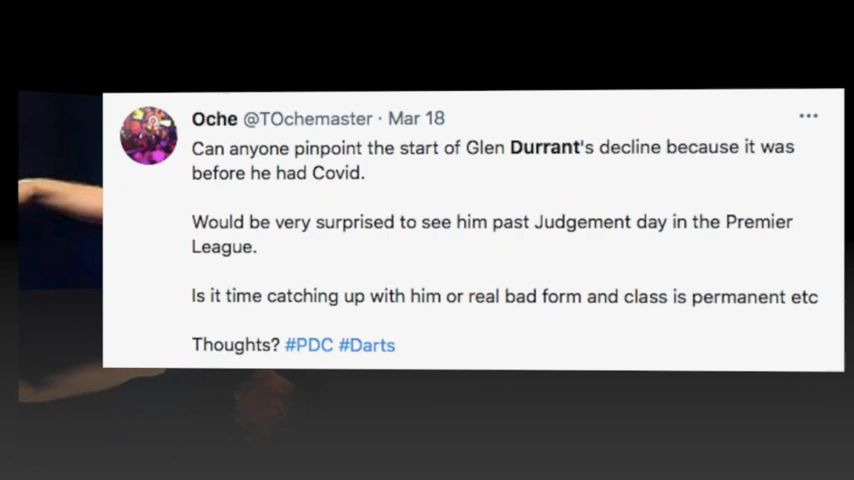 Oche @TOchemaster · Mar 18
Can anyone pinpoint the start of Glen Durrant's decline because it was
before he had Covid.
Would be very surprised to see him past Judgement day in the Premier
League.
Is it time catching up with him or real bad form and class is permanent etc
Thoughts? #PDC #Darts